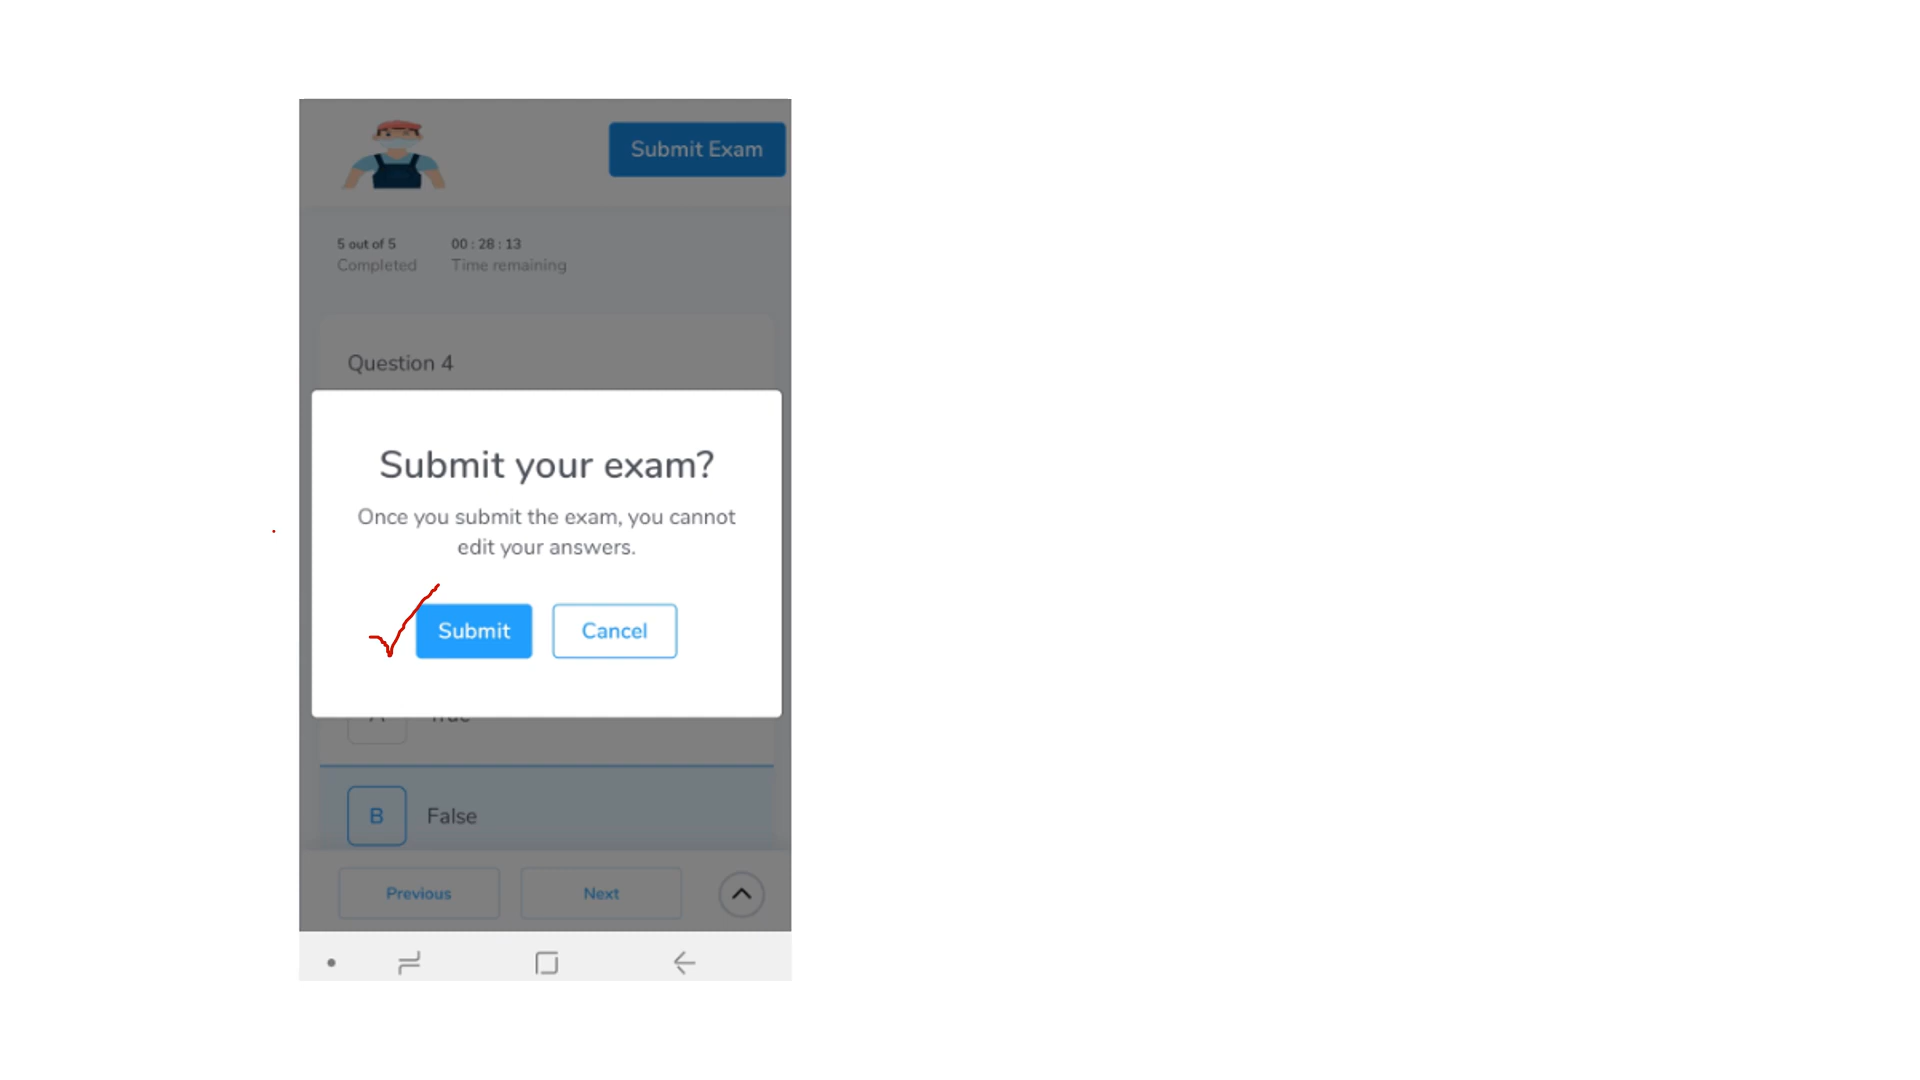 Submit Exam
5 out of 5 00 : 28 : 13
Completed Time remaining
Question 4
Submit your exam?
Once you submit the exam, you cannot
edit your answers.
Submit Cancel
A True
B False
Previous Next